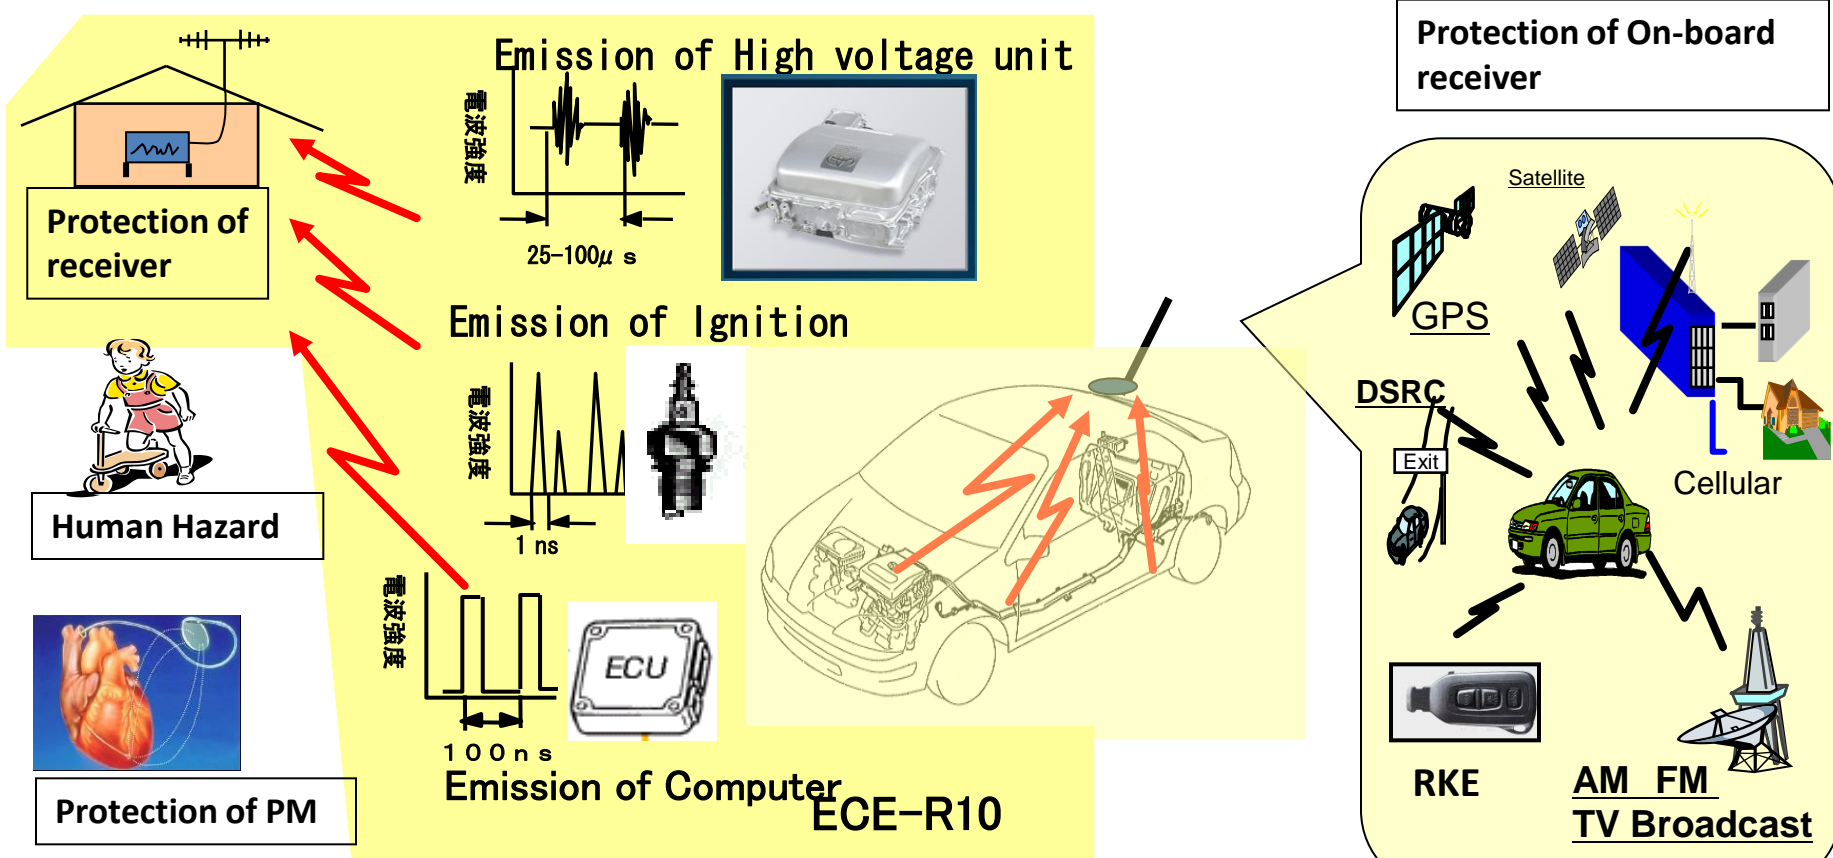 Emission of High voltage unit
電波強度
25-100μ s
Protection of
receiver
Emission of Ignition
電波強度
1 ns
Human Hazard
電波強度
ECU
100ns
Emission of Computer
ECE-R10
Protection of PM
Protection of On-board
receiver
Satellite
GPS
DSRC
Exit
Cellular
RKE
AM FM
TV Broadcast